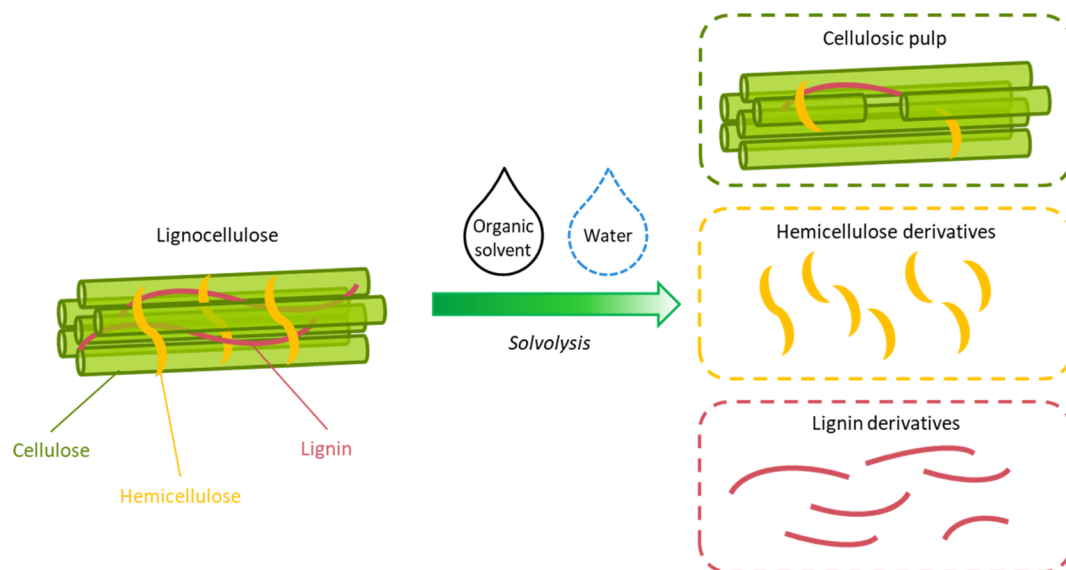 Cellulosic pulp
Lignocellulose
Organic
solvent
Water
Hemicellulose derivatives
Solvolysis
Cellulose
Lignin
Hemicellulose
Lignin derivatives